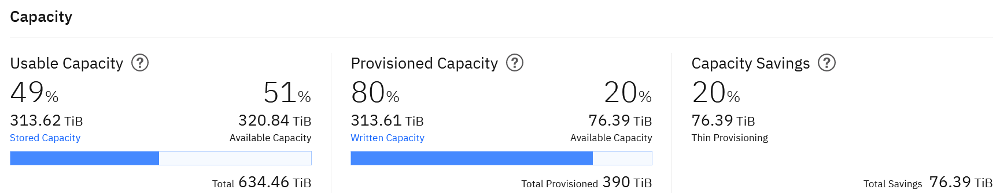 Capacity
Usable Capacity ?
49% 51%
313.62 TiB 320.84 TiB
Stored Capacity Available Capacity
Total 634.46 TiB
Provisioned Capacity ?
80% 20%
313.61 TiB 76.39 TiB
Written Capacity Available Capacity
Total Provisioned 390 TiB
Capacity Savings ?
20%
76.39 TiB
Thin Provisioning
Total Savings 76.39 TiB